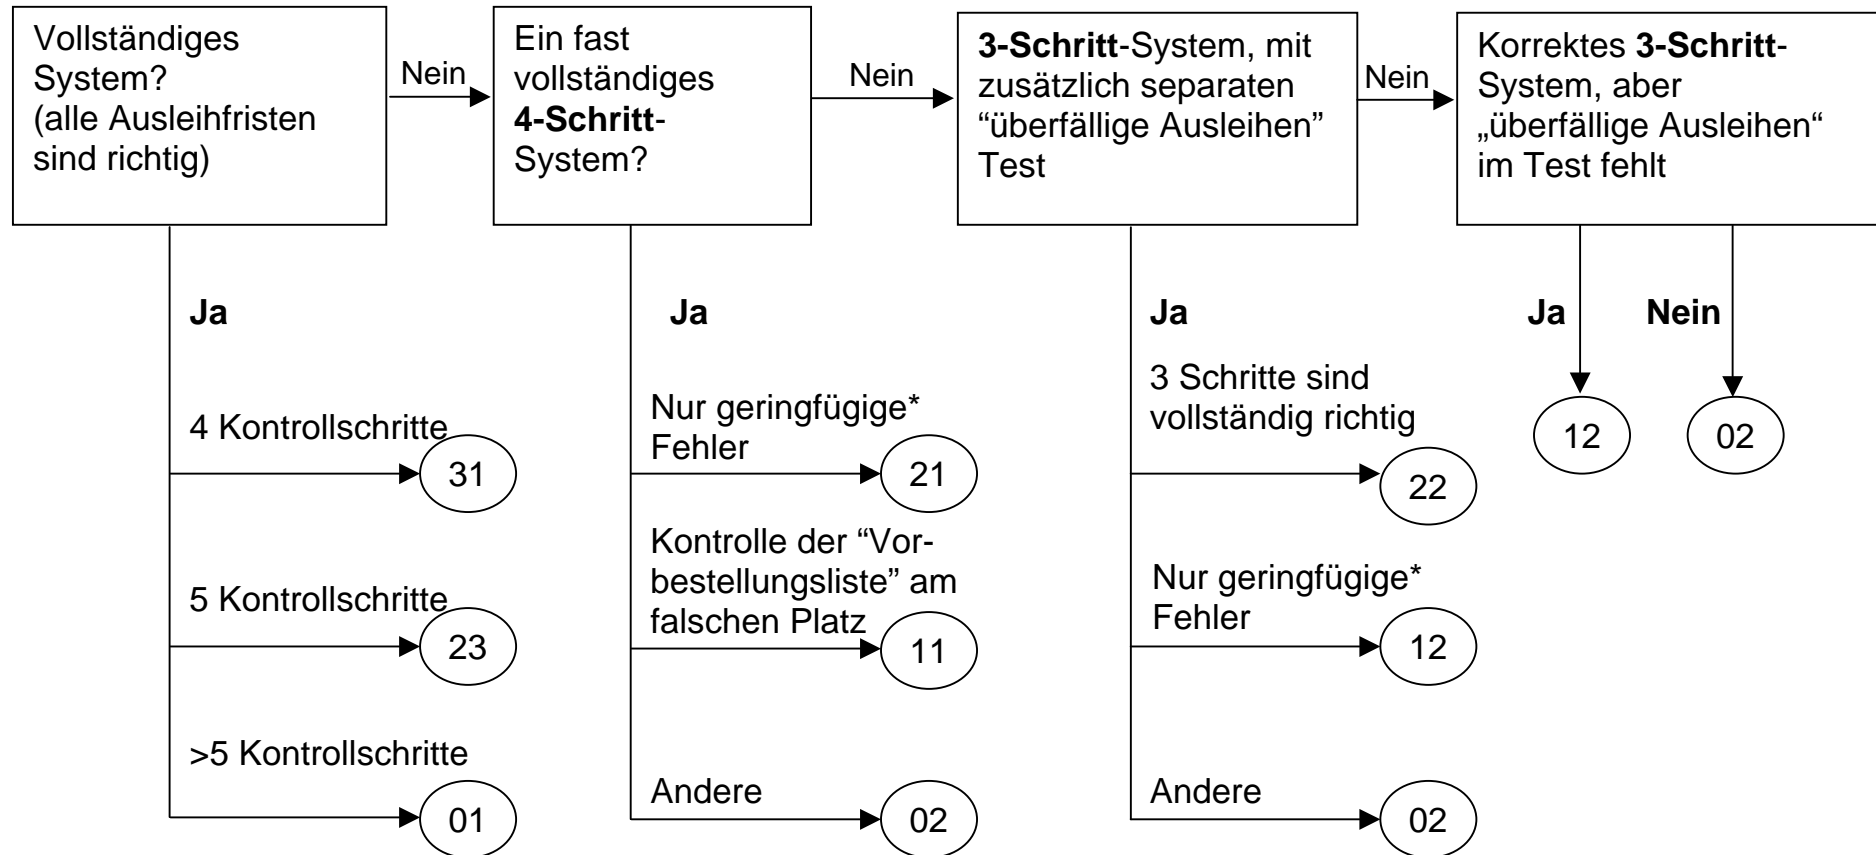 Vollständiges
System?
(alle Ausleihfristen
sind richtig)
Nein
Ein fast
vollständiges
4-Schritt-
System?
Nein
3-Schritt-System, mit
zusätzlich separaten
“überfällige Ausleihen”
Test
Nein
Korrektes 3-Schritt-
System, aber
„überfällige Ausleihen“
im Test fehlt
Ja
4 Kontrollschritte
31
5 Kontrollschritte
23
>5 Kontrollschritte
01
Ja
Nur geringfügige*
Fehler
21
Kontrolle der “Vor-
bestellungsliste” am
falschen Platz
11
Andere
02
Ja
3 Schritte sind
vollständig richtig
22
Nur geringfügige*
Fehler
12
Andere
02
Ja
12
Nein
02